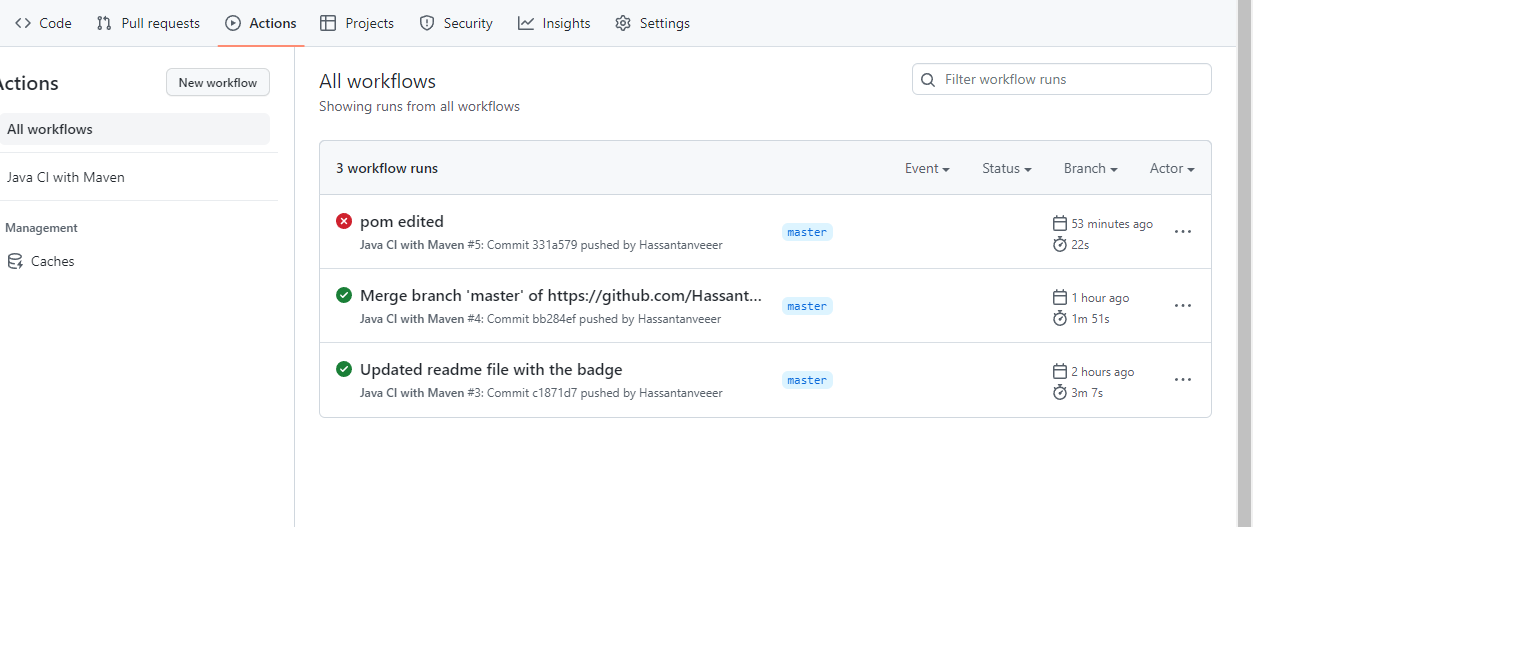 Code Pull requests Actions Projects Security Insights Settings
Actions New workflow
All workflows
Java CI with Maven
Management
Caches
All workflows
Showing runs from all workflows
Filter workflow runs
3 workflow runs Event Status Branch Actor
pom edited
Java CI with Maven #5: Commit 331a579 pushed by Hassantanveeer
master
53 minutes ago
22s
Merge branch 'master' of https://github.com/Hassant...
Java CI with Maven #4: Commit bb284ef pushed by Hassantanveeer
master
1 hour ago
1m 51s
Updated readme file with the badge
Java CI with Maven #3: Commit c1871d7 pushed by Hassantanveeer
master
2 hours ago
3m 7s